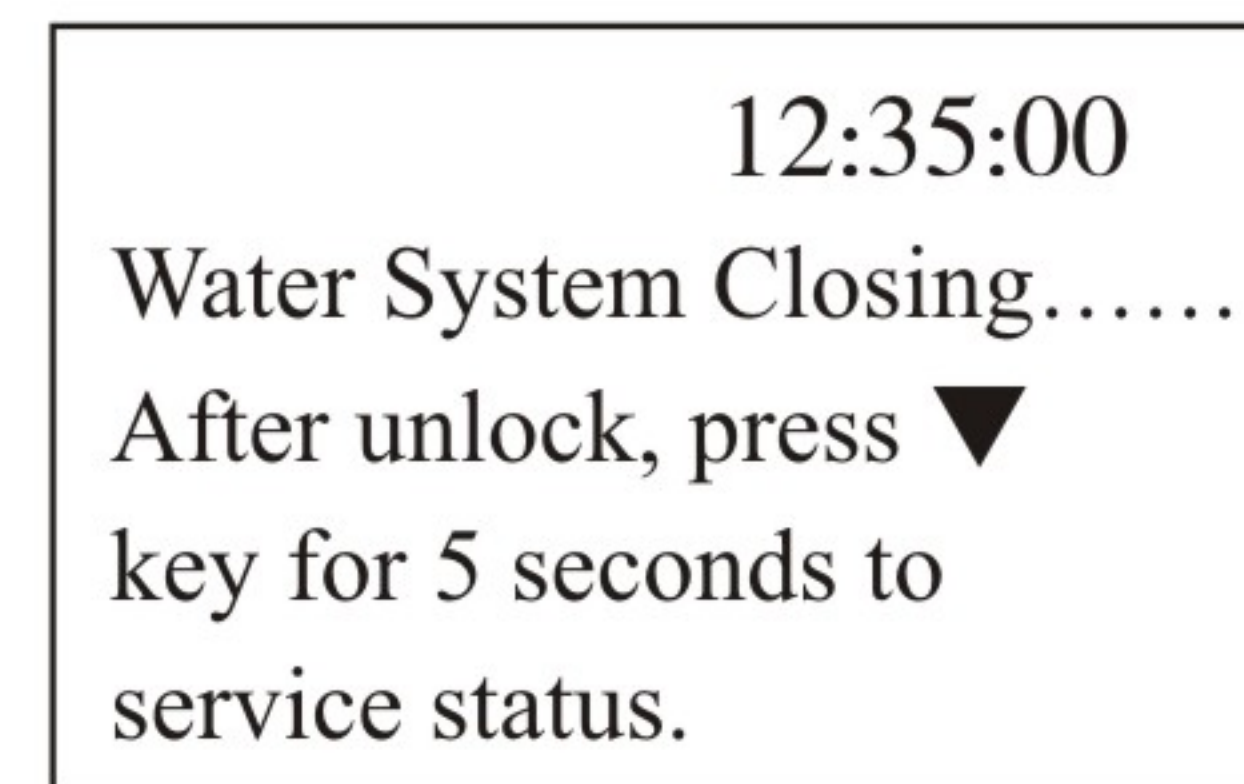 12:35:00
Water System Closing......
After unlock, press ▼
key for 5 seconds to
service status.